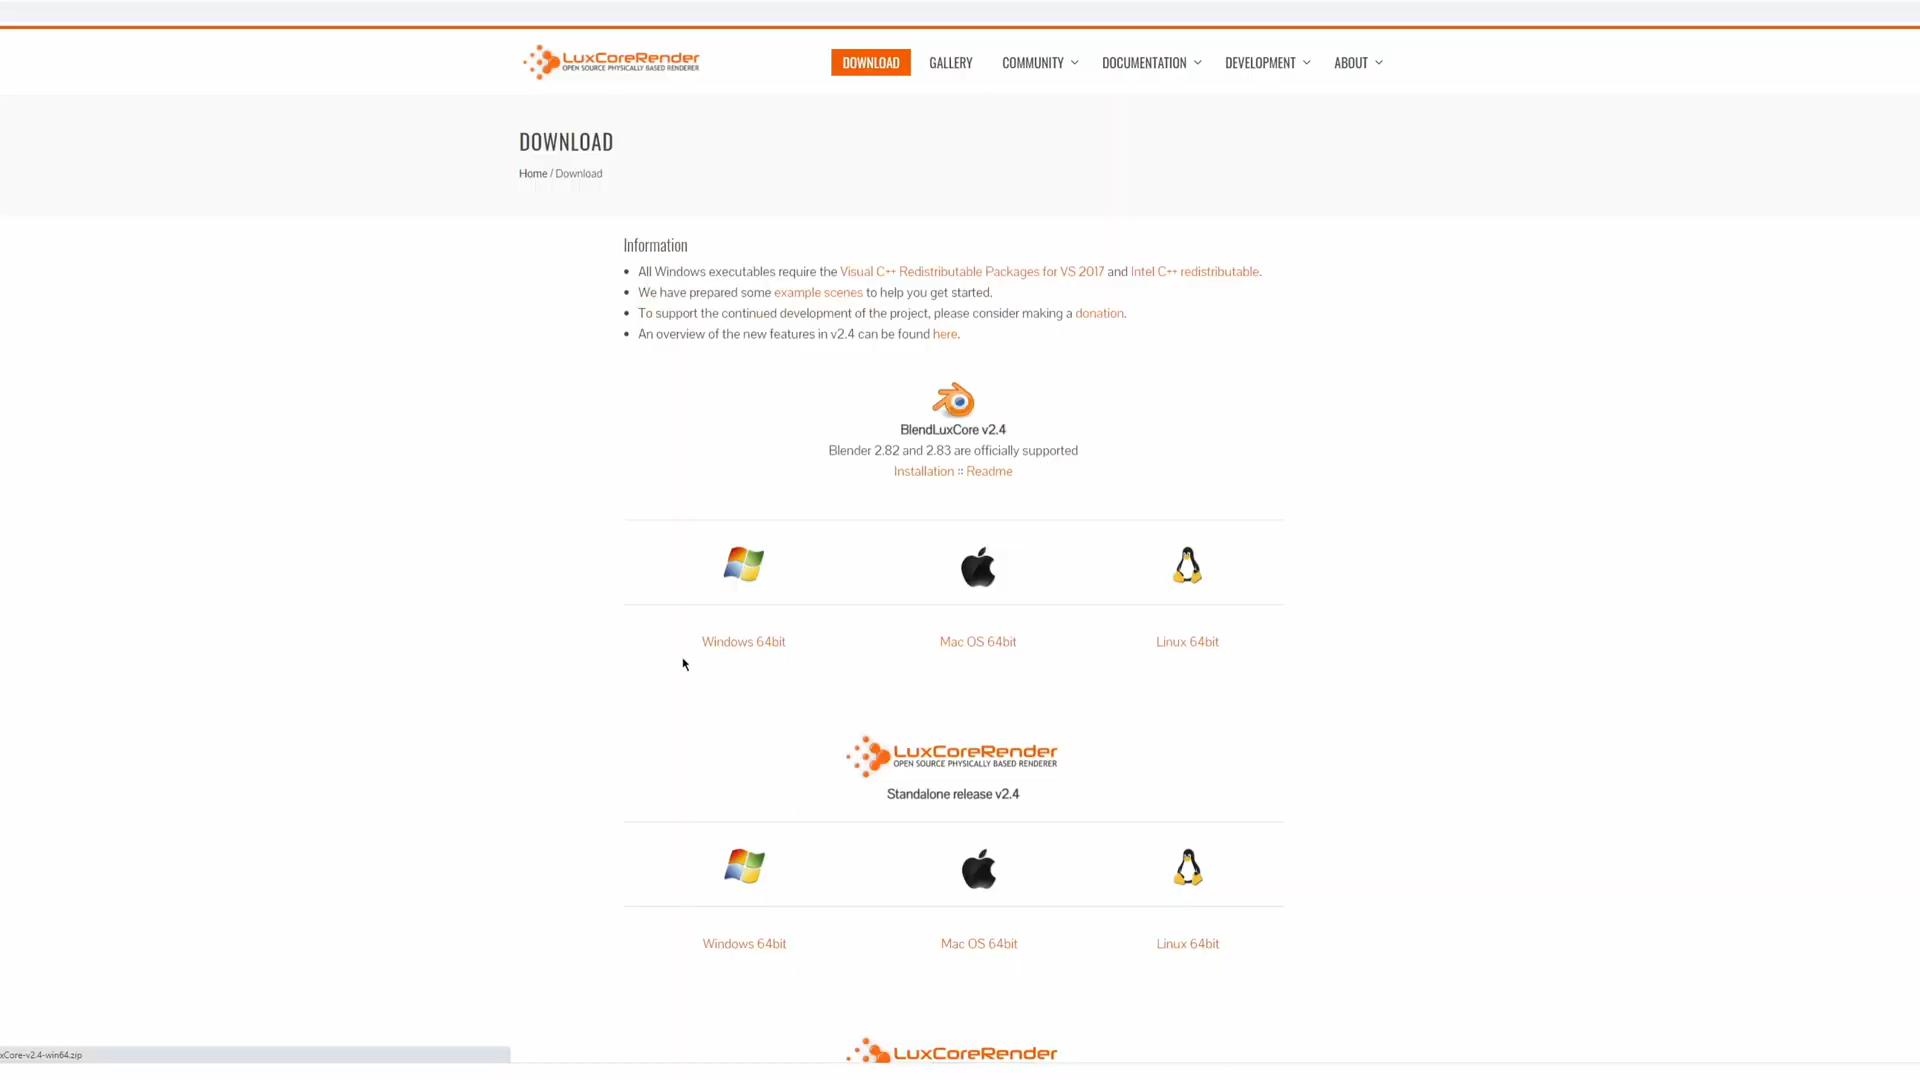 LuxCoreRender
OPEN SOURCE PHYSICALLY BASED RENDERER
DOWNLOAD GALLERY COMMUNITY DOCUMENTATION DEVELOPMENT ABOUT
DOWNLOAD
Home / Download
Information
All Windows executables require the Visual C++ Redistributable Packages for VS 2017 and Intel C++ redistributable.
We have prepared some example scenes to help you get started.
To support the continued development of the project, please consider making a donation.
An overview of the new features in v2.4 can be found here.
BlendLuxCore v2.4
Blender 2.82 and 2.83 are officially supported
Installation :: Readme
Windows 64bit Mac OS 64bit Linux 64bit
LuxCoreRender
OPEN SOURCE PHYSICALLY BASED RENDERER
Standalone release v2.4
Windows 64bit Mac OS 64bit Linux 64bit
LuxCoreRender
xCore-v2.4-win64.zip